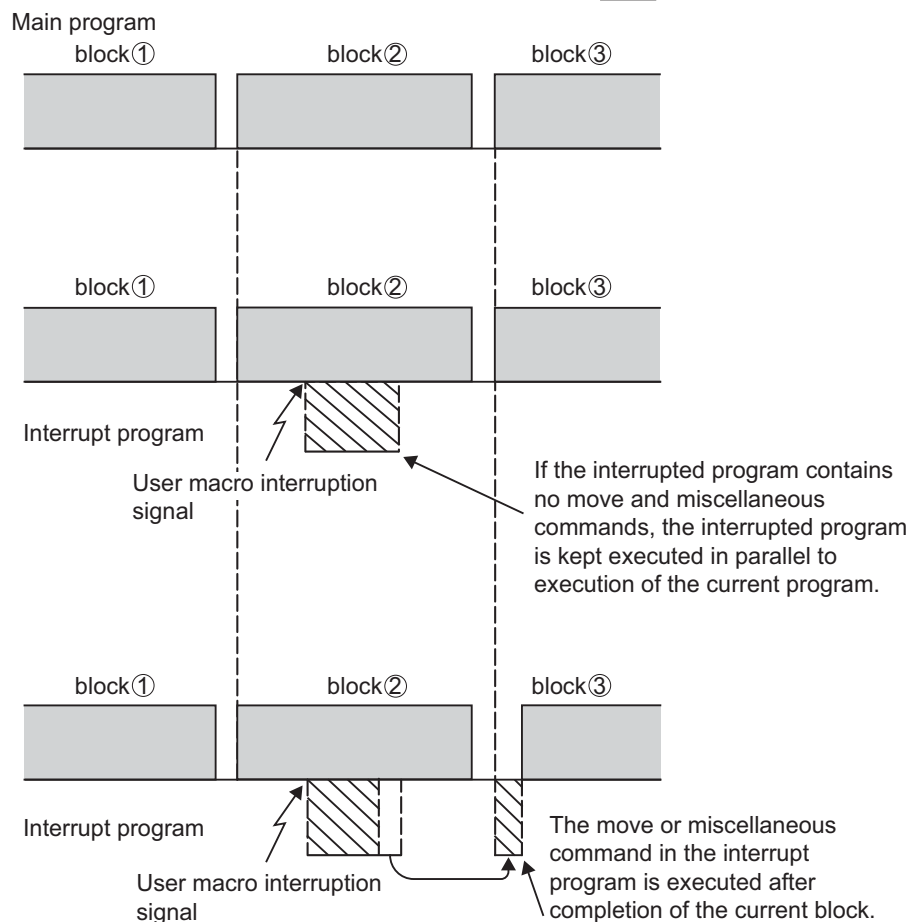 Main program
block① block② block③
block① block② block③
Interrupt program
User macro interruption
signal
If the interrupted program contains
no move and miscellaneous
commands, the interrupted program
is kept executed in parallel to
execution of the current program.
block① block② block③
Interrupt program
User macro interruption
signal
The move or miscellaneous
command in the interrupt
program is executed after
completion of the current block.